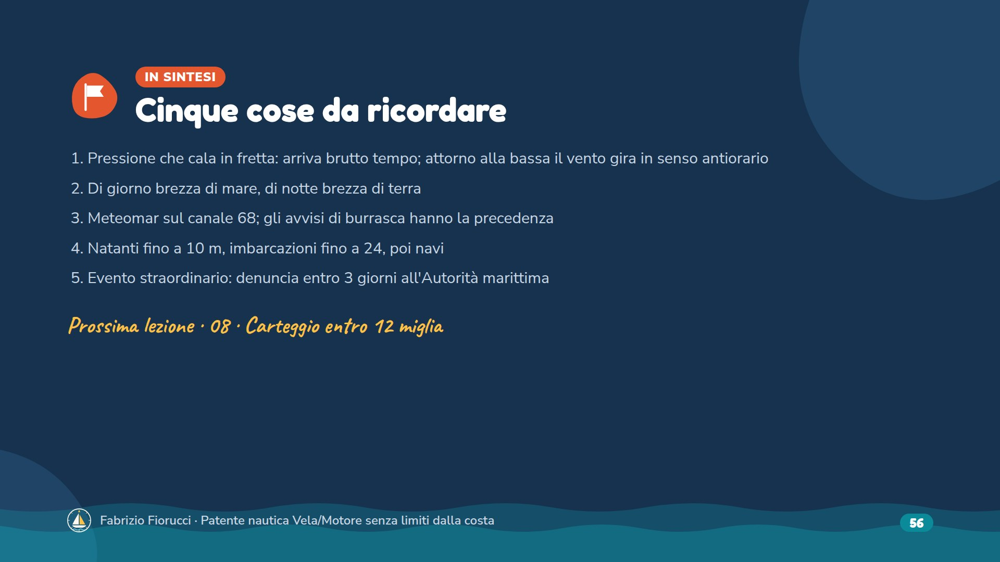 IN SINTESI
Cinque cose da ricordare
1. Pressione che cala in fretta: arriva brutto tempo; attorno alla bassa il vento gira in senso antiorario
2. Di giorno brezza di mare, di notte brezza di terra
3. Meteomar sul canale 68; gli avvisi di burrasca hanno la precedenza
4. Natanti fino a 10 m, imbarcazioni fino a 24, poi navi
5. Evento straordinario: denuncia entro 3 giorni all'Autorità marittima
Prossima lezione · 08 · Carteggio entro 12 miglia
Fabrizio Fiorucci · Patente nautica Vela/Motore senza limiti dalla costa
56